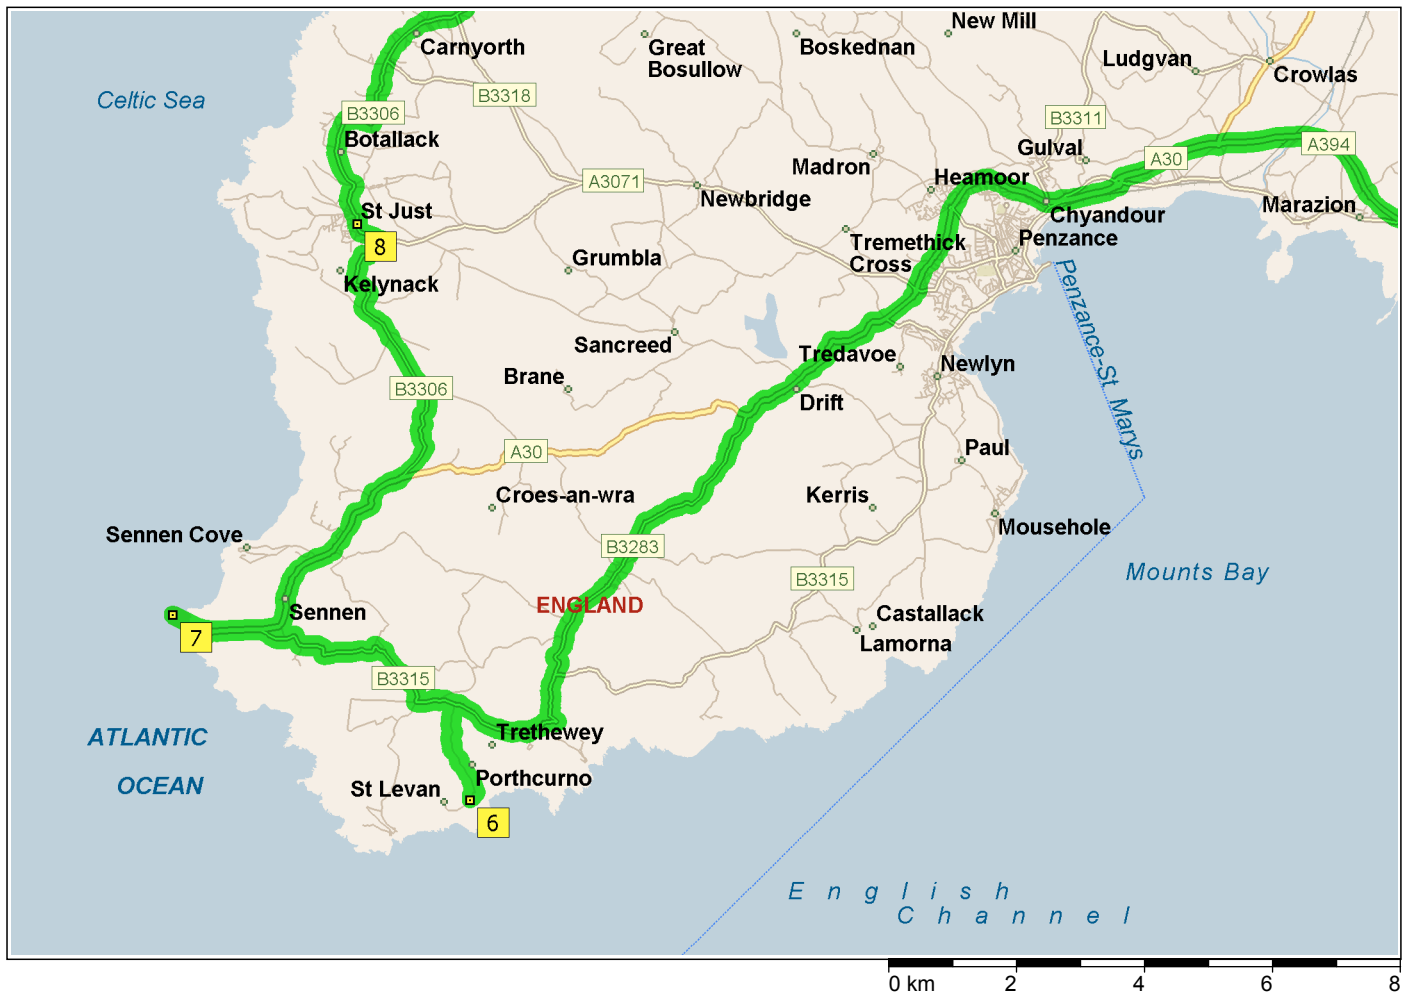 New Mill
Carnyorth
Great
Bosullow
Boskednan
Ludgvan
Crowlas
Celtic Sea
B3318
B3306
B3311
Botallack
Gulval
A30
A394
Madron
Heamoor
A3071
Newbridge
St Just
Marazion
Chyandour
8
Tremethick
Cross
Penzance
Grumbla
Kelynack
Penzance-St. Marys
Sancreed
Tredavoe
Newlyn
Brane
B3306
Drift
A30
Paul
Croes-an-wra
Kerris
Sennen Cove
Mousehole
B3283
Mounts Bay
B3315
ENGLAND
Sennen
Castallack
7
Lamorna
B3315
ATLANTIC
OCEAN
Trethewey
Porthcurno
St Levan
6
English
Channel
0 km 2 4 6 8